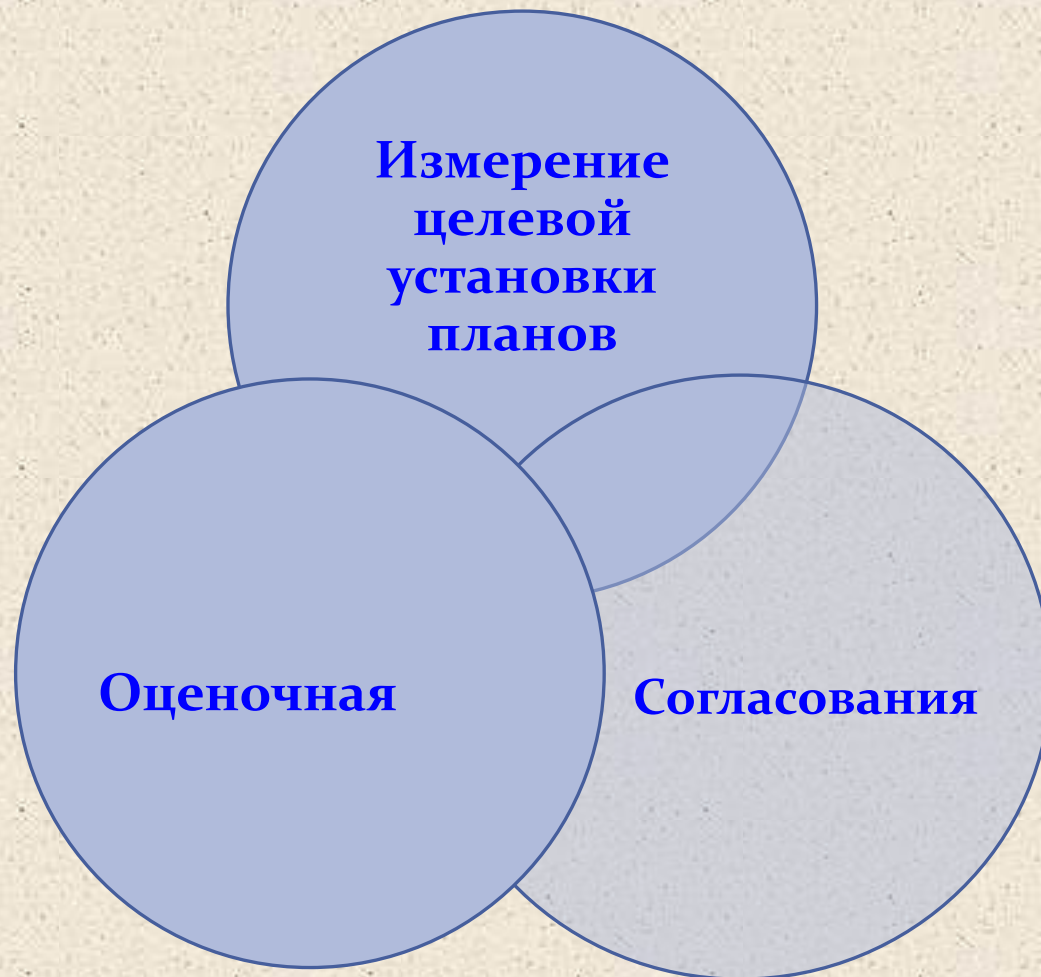 Измерение
целевой
установки
планов
Оценочная
Согласования